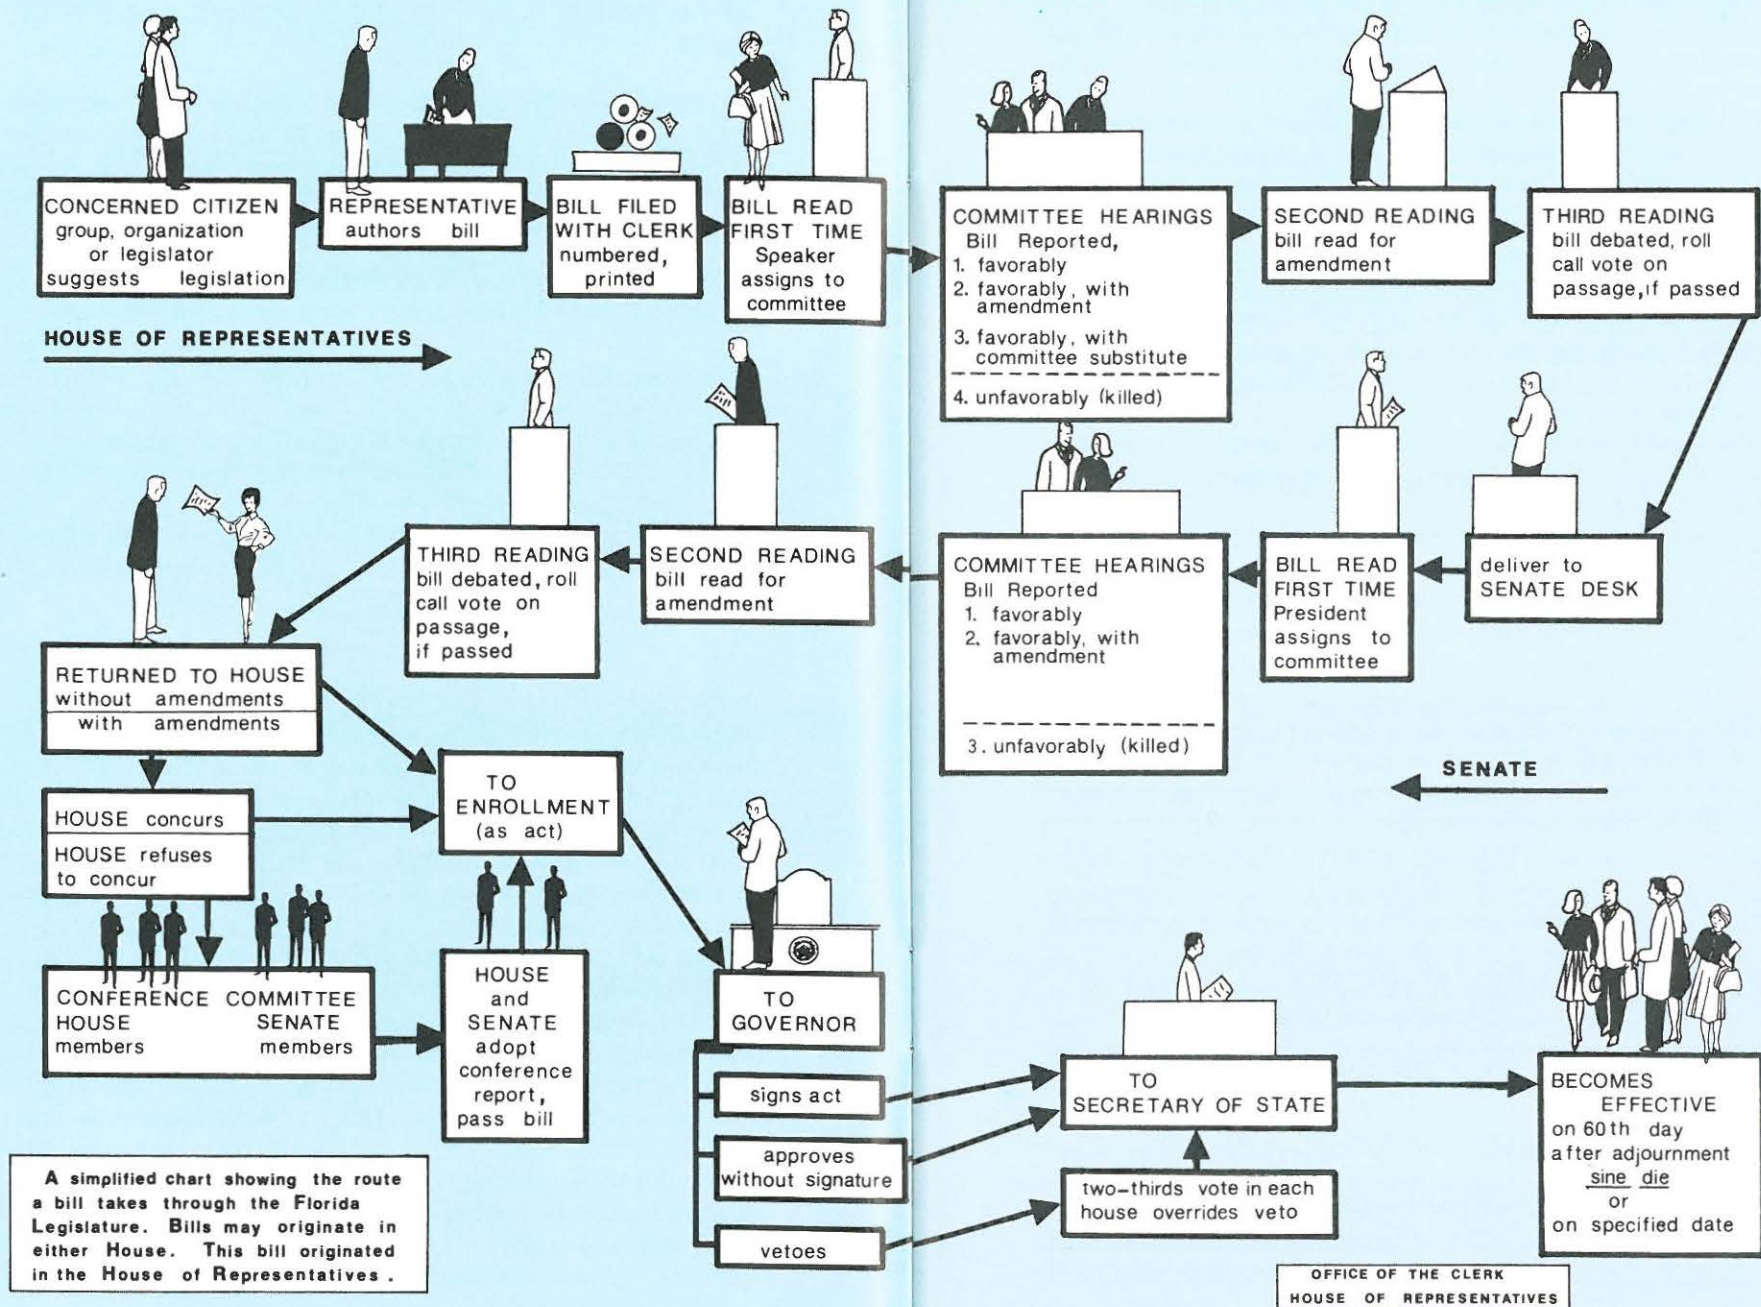 CONCERNED CITIZEN
group, organization
or legislator
suggests legislation
REPRESENTATIVE
authors bill
BILL FILED
WITH CLERK
numbered,
printed
BILL READ
FIRST TIME
Speaker
assigns to
committee
COMMITTEE HEARINGS
Bill Reported,
1. favorably
2. favorably, with
amendment
3. favorably, with
committee substitute
4. unfavorably (killed)
SECOND READING
bill read for
amendment
THIRD READING
bill debated, roll
call vote on
passage, if passed
HOUSE OF REPRESENTATIVES
deliver to
SENATE DESK
BILL READ
FIRST TIME
President
assigns to
committee
COMMITTEE HEARINGS
Bill Reported
1. favorably
2. favorably, with
amendment
3. unfavorably (killed)
SECOND READING
bill read for
amendment
THIRD READING
bill debated, roll
call vote on
passage,
if passed
SENATE
RETURNED TO HOUSE
without amendments
with amendments
HOUSE concurs
HOUSE refuses
to concur
TO
ENROLLMENT
(as act)
CONFERENCE COMMITTEE
HOUSE SENATE
members members
HOUSE
and
SENATE
adopt
conference
report,
pass bill
TO
GOVERNOR
signs act
approves
without signature
vetoes
TO
SECRETARY OF STATE
two-thirds vote in each
house overrides veto
BECOMES
EFFECTIVE
on 60th day
after adjournment
sine die
or
on specified date
A simplified chart showing the route
a bill takes through the Florida
Legislature. Bills may originate in
either House. This bill originated
in the House of Representatives.
OFFICE OF THE CLERK
HOUSE OF REPRESENTATIVES